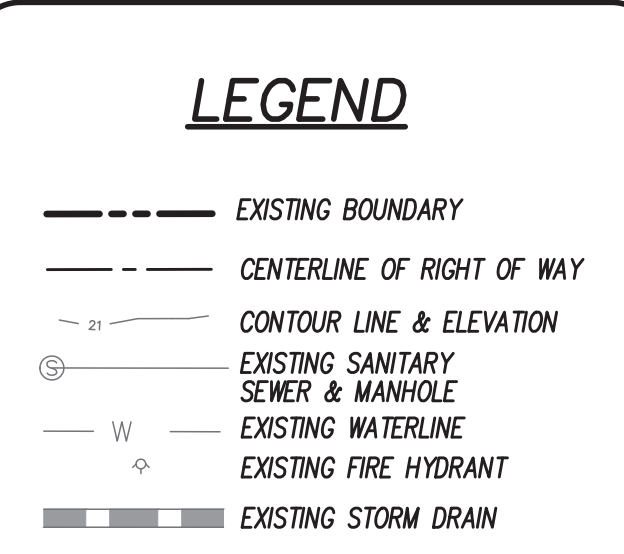 LEGEND
EXISTING BOUNDARY
CENTERLINE OF RIGHT OF WAY
21 CONTOUR LINE & ELEVATION
S EXISTING SANITARY
SEWER & MANHOLE
W EXISTING WATERLINE
EXISTING FIRE HYDRANT
EXISTING STORM DRAIN